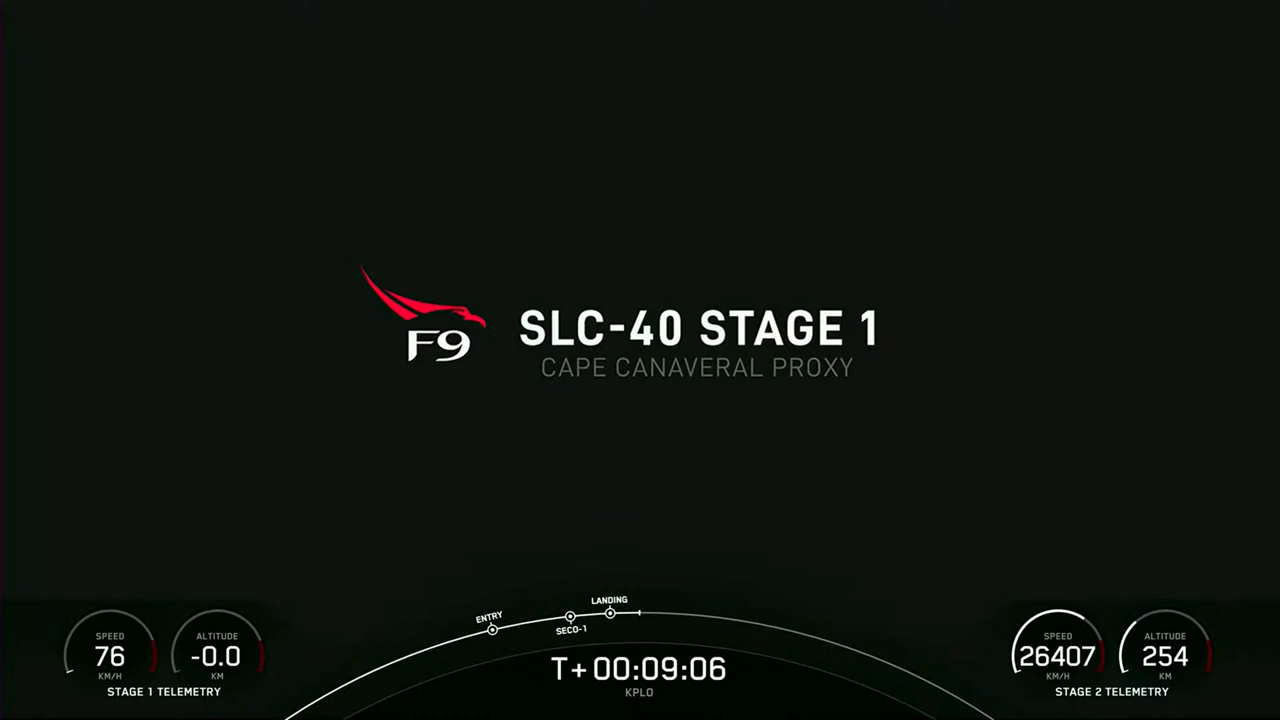 F9
SLC-40 STAGE 1
CAPE CANAVERAL PROXY
ENTRY
SECO-1
LANDING
SPEED
76
KM/H
ALTITUDE
-0.0
KM
STAGE 1 TELEMETRY
T+00:09:06
KPLO
SPEED
26407
KM/H
ALTITUDE
254
KM
STAGE 2 TELEMETRY